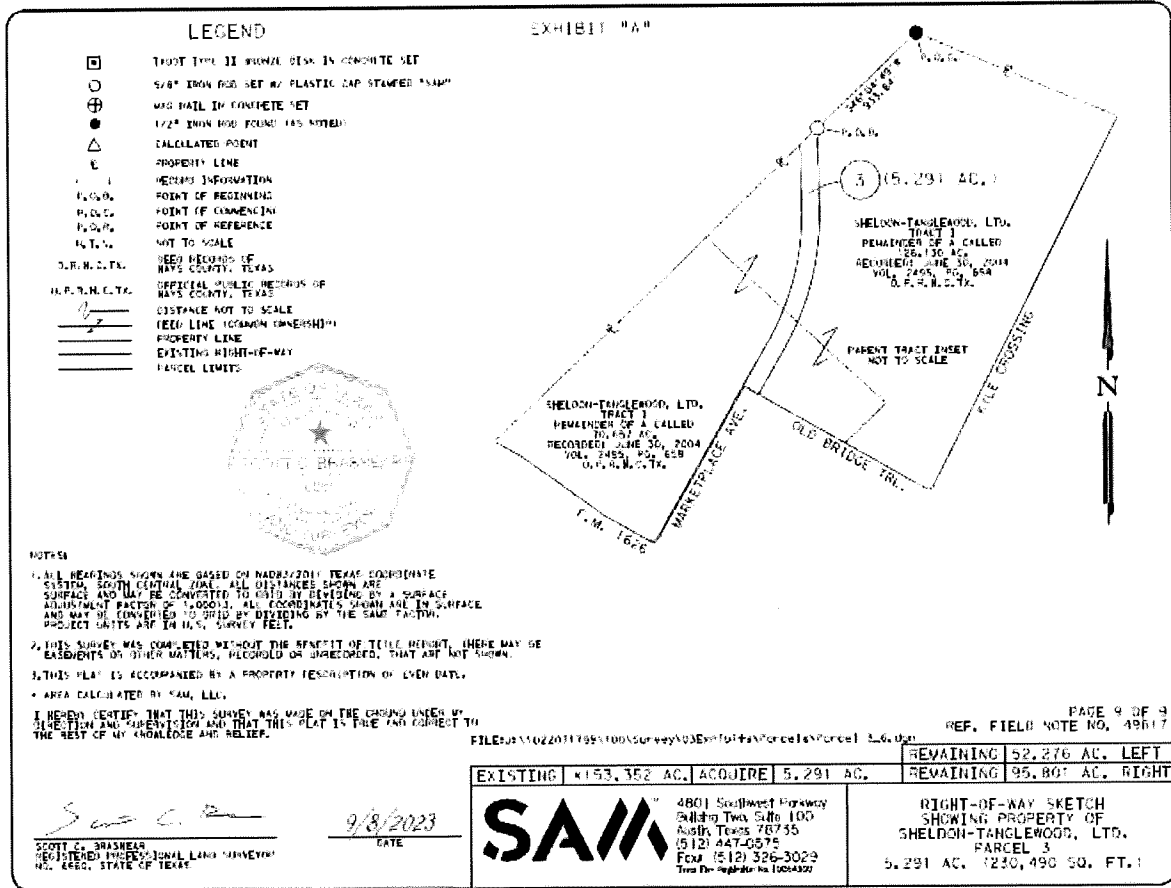 LEGEND
TXDOT TYPE II BRONZE DISK IN CONCRETE SET
5/8" IRON ROD SET W/ PLASTIC CAP STAMPED "SAM"
MAG NAIL IN CONCRETE SET
1/2" IRON ROD FOUND (AS NOTED)
CALCULATED POINT
PROPERTY LINE
( ) RECORD INFORMATION
P.O.B. POINT OF BEGINNING
P.O.C. POINT OF COMMENCING
P.O.R. POINT OF REFERENCE
N.T.S. NOT TO SCALE
D.R.H.C.TX. DEED RECORDS OF
HAYS COUNTY, TEXAS
O.P.R.H.C.TX. OFFICIAL PUBLIC RECORDS OF
HAYS COUNTY, TEXAS
DISTANCE NOT TO SCALE
DEED LINE (COMMON OWNERSHIP)
PROPERTY LINE
EXISTING RIGHT-OF-WAY
PARCEL LIMITS
EXHIBIT "A"
P.O.C.
P.O.B.
3 (5.291 AC.)
SHELDON-TANGLEWOOD, LTD.
TRACT 1
REMAINDER OF A CALLED
126.130 AC.
RECORDED: JUNE 30, 2004
VOL. 2495, PG. 658
O.P.R.H.C.TX.
PARENT TRACT INSET
NOT TO SCALE
KYLE CROSSING
N
SHELDON-TANGLEWOOD, LTD.
TRACT 1
REMAINDER OF A CALLED
70.657 AC.
RECORDED: JUNE 30, 2004
VOL. 2495, PG. 658
O.P.R.H.C.TX.
MARKETPLACE AVE.
OLD BRIDGE TRL.
F.M. 1626
NOTES:
1. ALL BEARINGS SHOWN ARE BASED ON NAD83/2011 TEXAS COORDINATE
SYSTEM, SOUTH CENTRAL ZONE. ALL DISTANCES SHOWN ARE
SURFACE AND MAY BE CONVERTED TO GRID BY DIVIDING BY A SURFACE
ADJUSTMENT FACTOR OF 1.00013. ALL COORDINATES SHOWN ARE IN SURFACE
AND MAY BE CONVERTED TO GRID BY DIVIDING BY THE SAME FACTOR.
PROJECT UNITS ARE IN U.S. SURVEY FEET.
2. THIS SURVEY WAS COMPLETED WITHOUT THE BENEFIT OF TITLE REPORT. THERE MAY BE
EASEMENTS OR OTHER MATTERS, RECORDED OR UNRECORDED, THAT ARE NOT SHOWN.
3. THIS PLAT IS ACCOMPANIED BY A PROPERTY DESCRIPTION OF EVEN DATE.
* AREA CALCULATED BY SAM, LLC.
I HEREBY CERTIFY THAT THIS SURVEY WAS MADE ON THE GROUND UNDER MY
DIRECTION AND SUPERVISION AND THAT THIS PLAT IS TRUE AND CORRECT TO
THE BEST OF MY KNOWLEDGE AND BELIEF.
9/8/2023
SCOTT C. BRASHEAR
DATE
REGISTERED PROFESSIONAL LAND SURVEYOR
NO. 6660, STATE OF TEXAS
PAGE 9 OF 9
REF. FIELD NOTE NO. 49617
REMAINING 52.276 AC. LEFT
EXISTING *153.352 AC. ACQUIRE 5.291 AC. REMAINING 95.801 AC. RIGHT
SAM
4801 Southwest Parkway
Building Two, Suite 100
Austin, Texas 78735
(512) 447-0575
Fax: (512) 326-3029
RIGHT-OF-WAY SKETCH
SHOWING PROPERTY OF
SHELDON-TANGLEWOOD, LTD.
PARCEL 3
5.291 AC. (230,490 SQ. FT.)